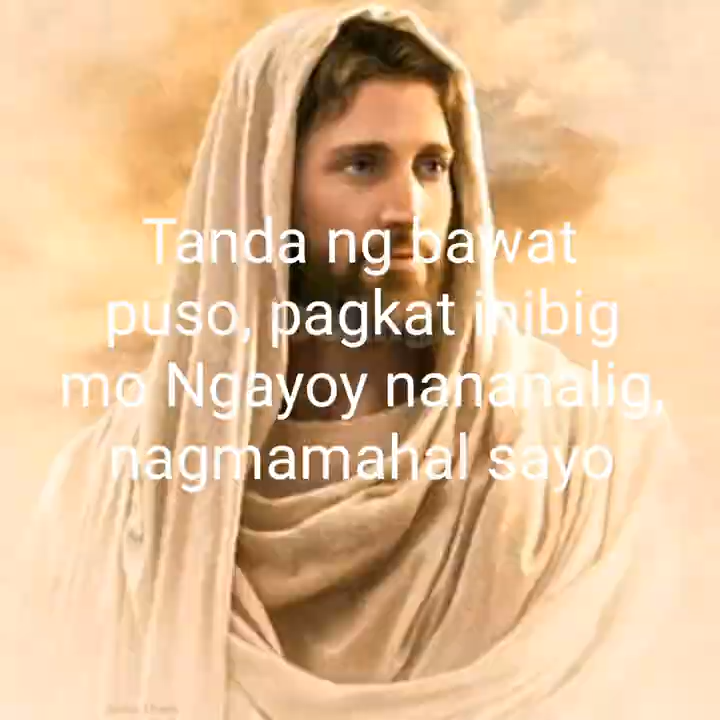 Tanda ng bawat
puso, pagkat inibig
mo Ngayoy nananalig,
nagmamahal sayo